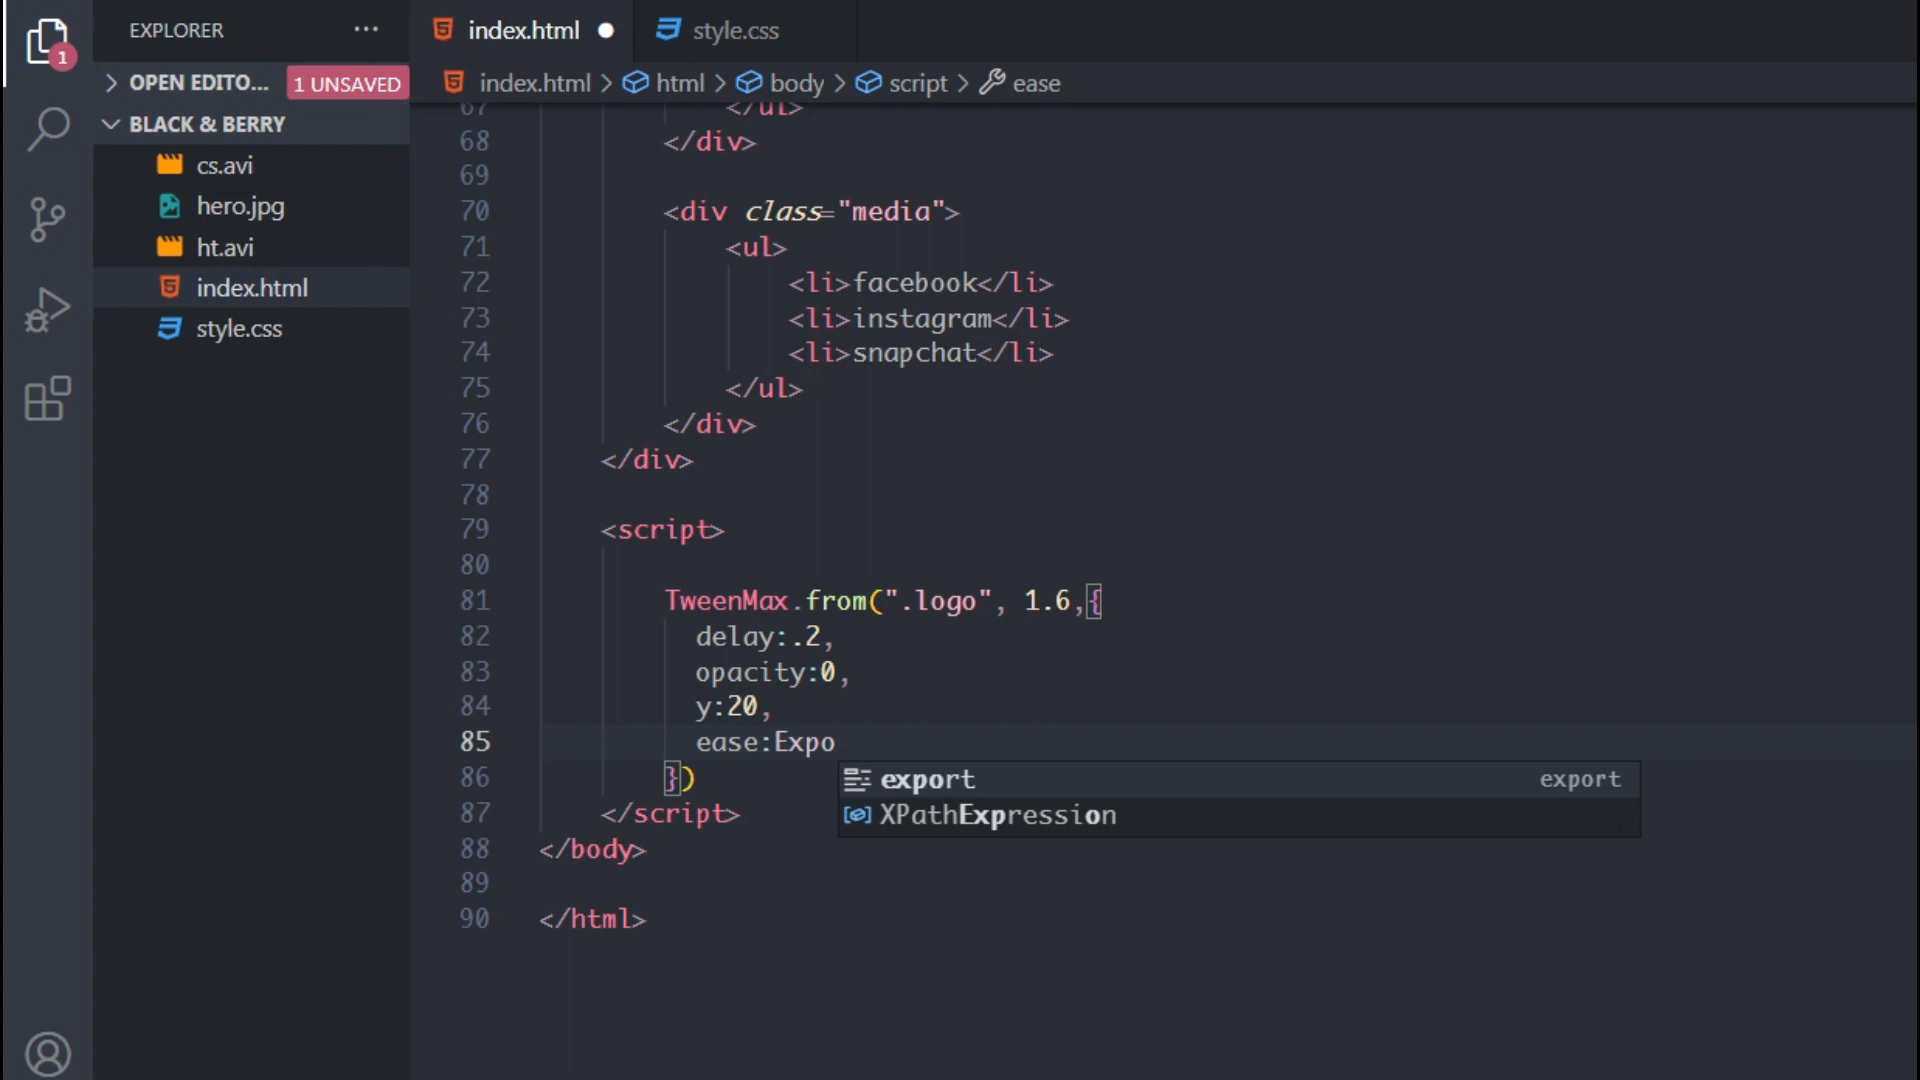 EXPLORER
index.html
style.css
1
OPEN EDITO... 1 UNSAVED
index.html > html > body > script > ease
BLACK & BERRY
cs.avi
hero.jpg
ht.avi
index.html
style.css
67 </ul>
68 </div>
69
70 <div class="media">
71 <ul>
72 <li>facebook</li>
73 <li>instagram</li>
74 <li>snapchat</li>
75 </ul>
76 </div>
77 </div>
78
79 <script>
80
81 TweenMax.from(".logo", 1.6,{
82 delay:.2,
83 opacity:0,
84 y:20,
85 ease:Expo
86 })
export export
XPathExpression
87 </script>
88 </body>
89
90 </html>